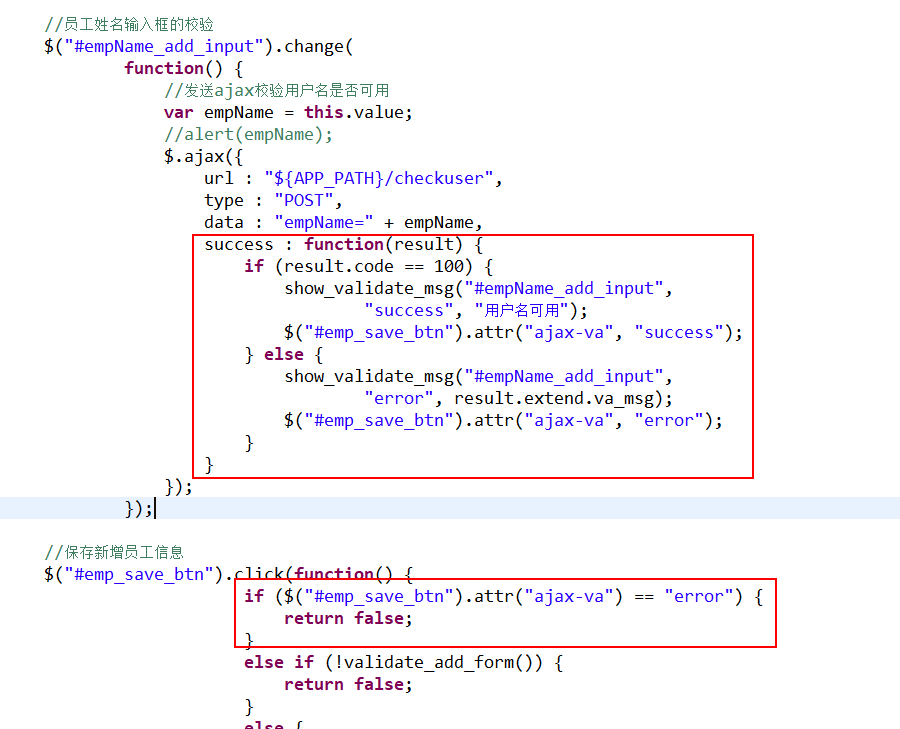 //员工姓名输入框的校验
$("#empName_add_input").change(
function() {
//发送ajax校验用户名是否可用
var empName = this.value;
//alert(empName);
$.ajax({
url : "${APP_PATH}/checkuser",
type : "POST",
data : "empName=" + empName,
success : function(result) {
if (result.code == 100) {
show_validate_msg("#empName_add_input",
"success", "用户名可用");
$("#emp_save_btn").attr("ajax-va", "success");
} else {
show_validate_msg("#empName_add_input",
"error", result.extend.va_msg);
$("#emp_save_btn").attr("ajax-va", "error");
}
}
});
});
//保存新增员工信息
$("#emp_save_btn").click(function() {
if ($("#emp_save_btn").attr("ajax-va") == "error") {
return false;
}
else if (!validate_add_form()) {
return false;
}
else {